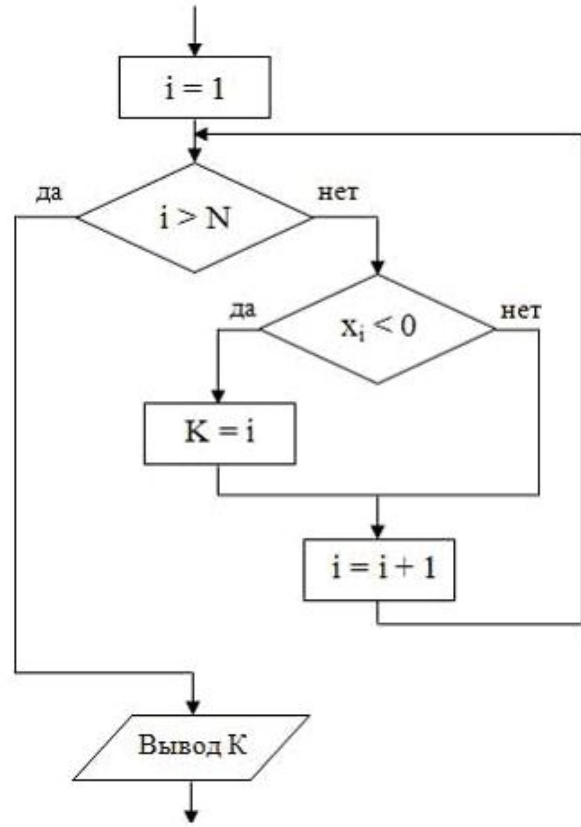 i = 1
да
нет
i > N
да
нет
xᵢ < 0
K = i
i = i + 1
Вывод К